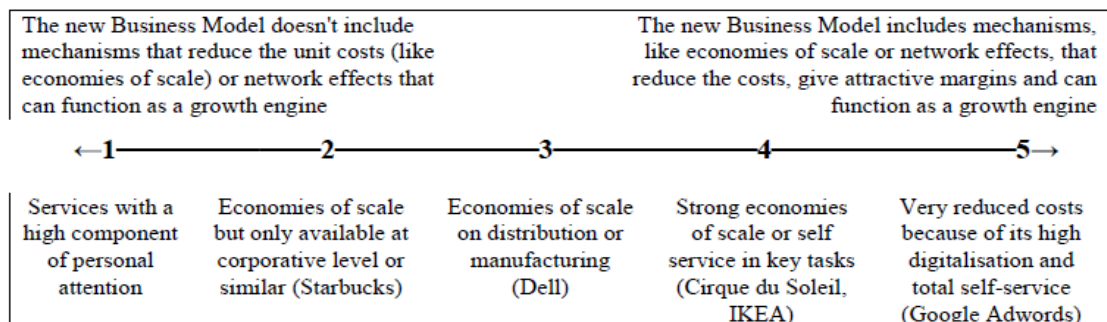 The new Business Model doesn't include
mechanisms that reduce the unit costs (like
economies of scale) or network effects that
can function as a growth engine
The new Business Model includes mechanisms,
like economies of scale or network effects, that
reduce the costs, give attractive margins and can
function as a growth engine
←1 2 3 4 5→
Services with a
high component
of personal
attention
Economies of scale
but only available at
corporative level or
similar (Starbucks)
Economies of scale
on distribution or
manufacturing
(Dell)
Strong economies
of scale or self
service in key tasks
(Cirque du Soleil,
IKEA)
Very reduced costs
because of its high
digitalisation and
total self-service
(Google Adwords)